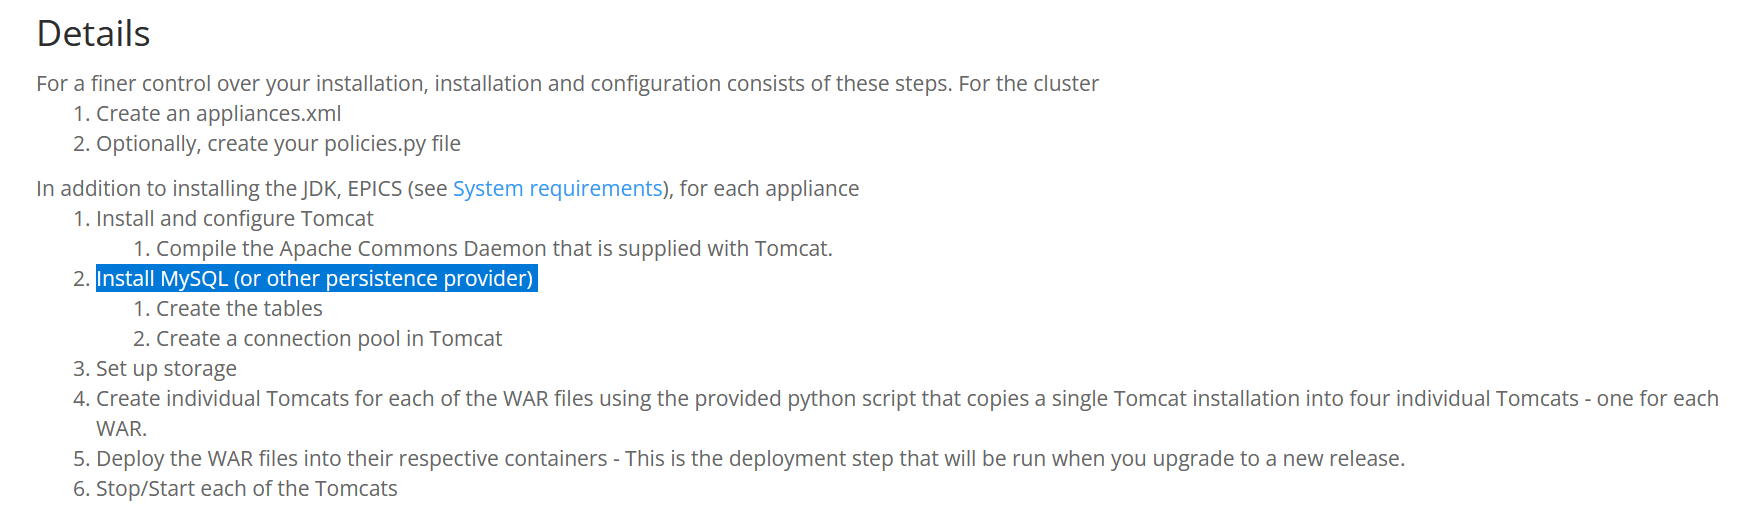 Details
For a finer control over your installation, installation and configuration consists of these steps. For the cluster
1. Create an appliances.xml
2. Optionally, create your policies.py file
In addition to installing the JDK, EPICS (see System requirements), for each appliance
1. Install and configure Tomcat
1. Compile the Apache Commons Daemon that is supplied with Tomcat.
2. Install MySQL (or other persistence provider)
1. Create the tables
2. Create a connection pool in Tomcat
3. Set up storage
4. Create individual Tomcats for each of the WAR files using the provided python script that copies a single Tomcat installation into four individual Tomcats - one for each
WAR.
5. Deploy the WAR files into their respective containers - This is the deployment step that will be run when you upgrade to a new release.
6. Stop/Start each of the Tomcats